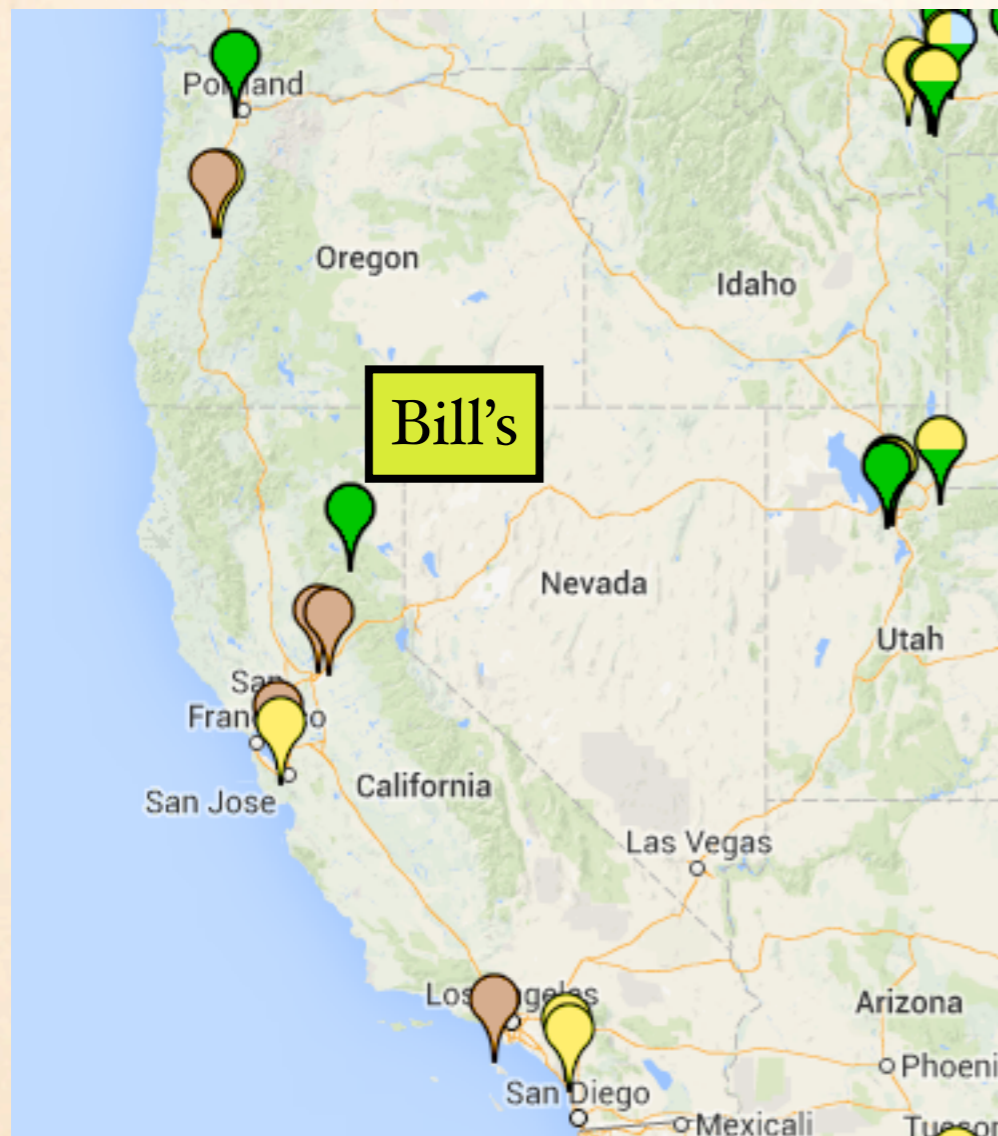 Portland
Oregon
Idaho
Bill's
Nevada
Utah
San
Francisco
California
San Jose
Las Vegas
Los Angeles
Arizona
Phoeni
San Diego
Mexicali
Tucson